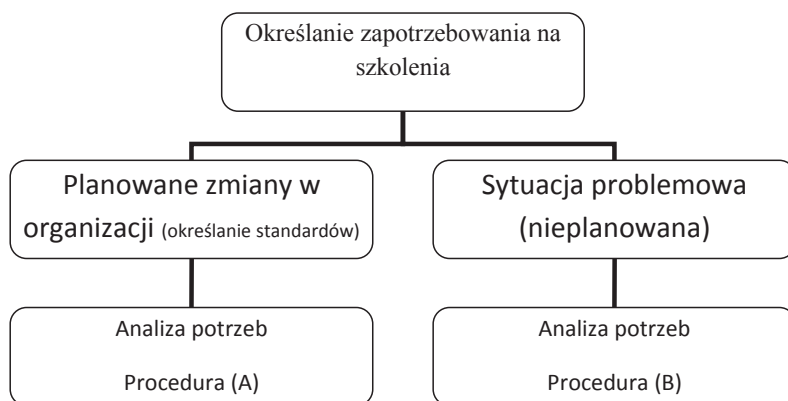 Określanie zapotrzebowania na
szkolenia
Planowane zmiany w
organizacji (określanie standardów)
Sytuacja problemowa
(nieplanowana)
Analiza potrzeb
Procedura (A)
Analiza potrzeb
Procedura (B)